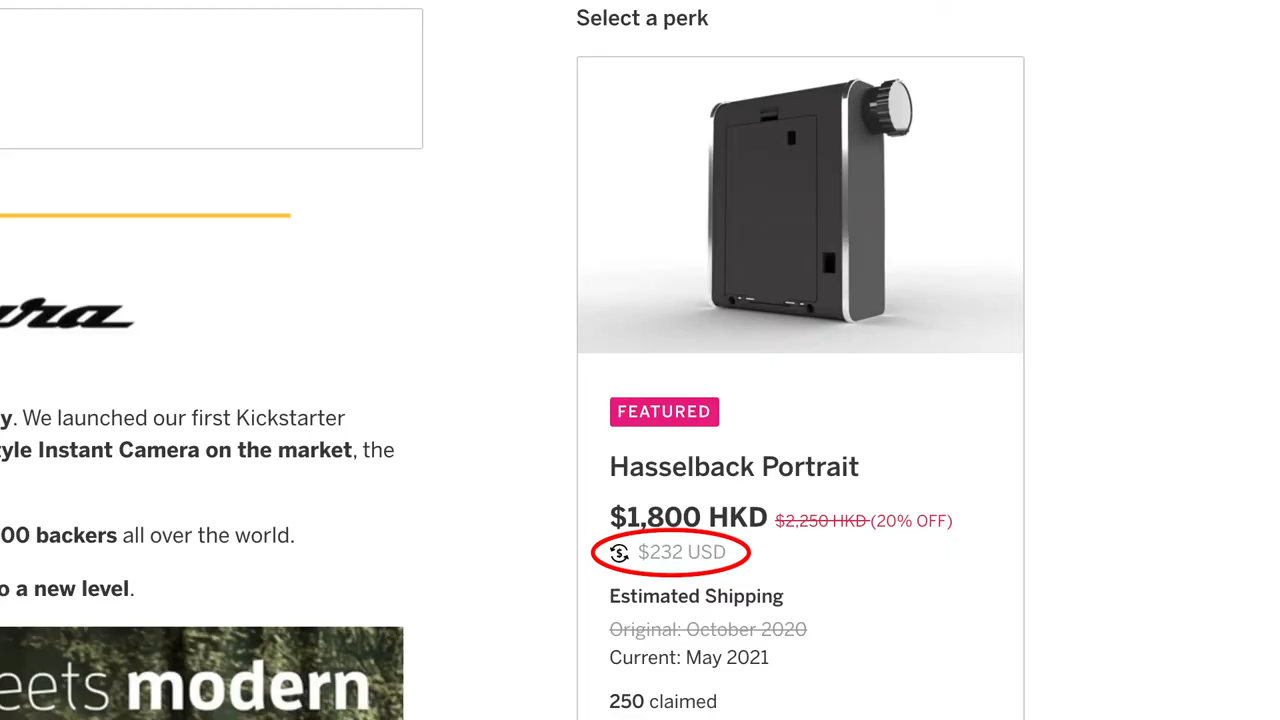 Select a perk
y. We launched our first Kickstarter
tyle Instant Camera on the market, the
00 backers all over the world.
o a new level.
eets modern
FEATURED
Hasselback Portrait
$1,800 HKD $2,250 HKD (20% OFF)
$232 USD
Estimated Shipping
Original: October 2020
Current: May 2021
250 claimed